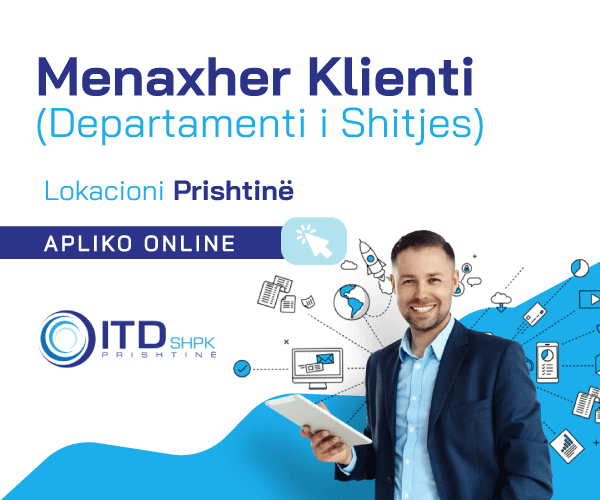 Menaxher Klienti
(Departamenti i Shitjes)
Lokacioni Prishtinë
APLIKO ONLINE
ITD SHPK
PRISHTINË